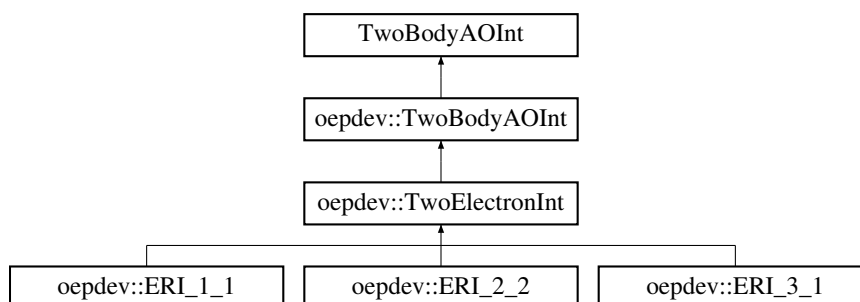 TwoBodyAOInt
oepdev::TwoBodyAOInt
oepdev::TwoElectronInt
oepdev::ERI_1_1 oepdev::ERI_2_2 oepdev::ERI_3_1